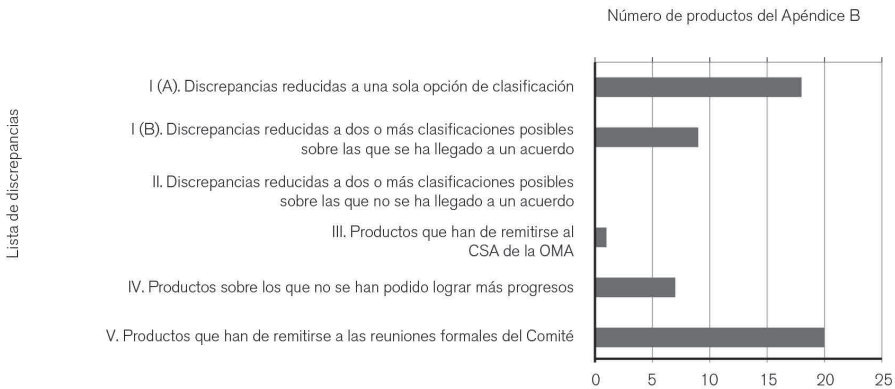 Número de productos del Apéndice B
Lista de discrepancias
I (A). Discrepancias reducidas a una sola opción de clasificación
I (B). Discrepancias reducidas a dos o más clasificaciones posibles
sobre las que se ha llegado a un acuerdo
II. Discrepancias reducidas a dos o más clasificaciones posibles
sobre las que no se ha llegado a un acuerdo
III. Productos que han de remitirse al
CSA de la OMA
IV. Productos sobre los que no se han podido lograr más progresos
V. Productos que han de remitirse a las reuniones formales del Comité
0 5 10 15 20 25